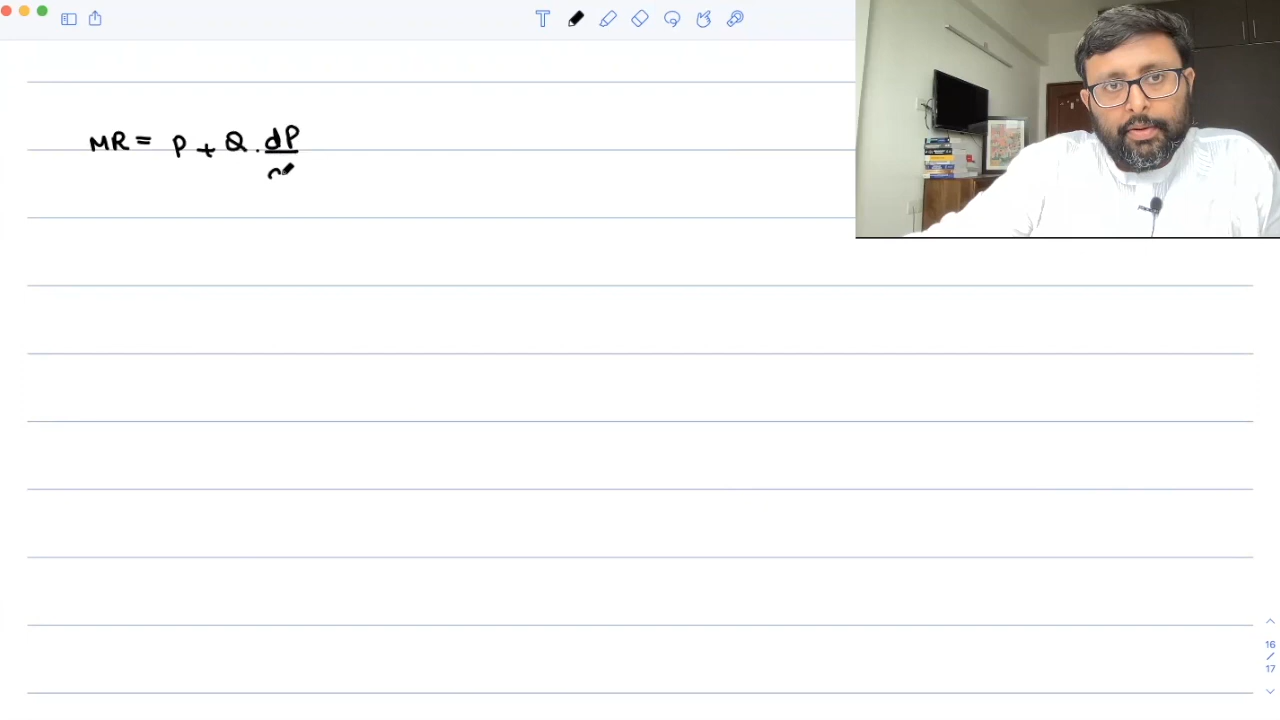 MR = P + Q . dP
16
/
17